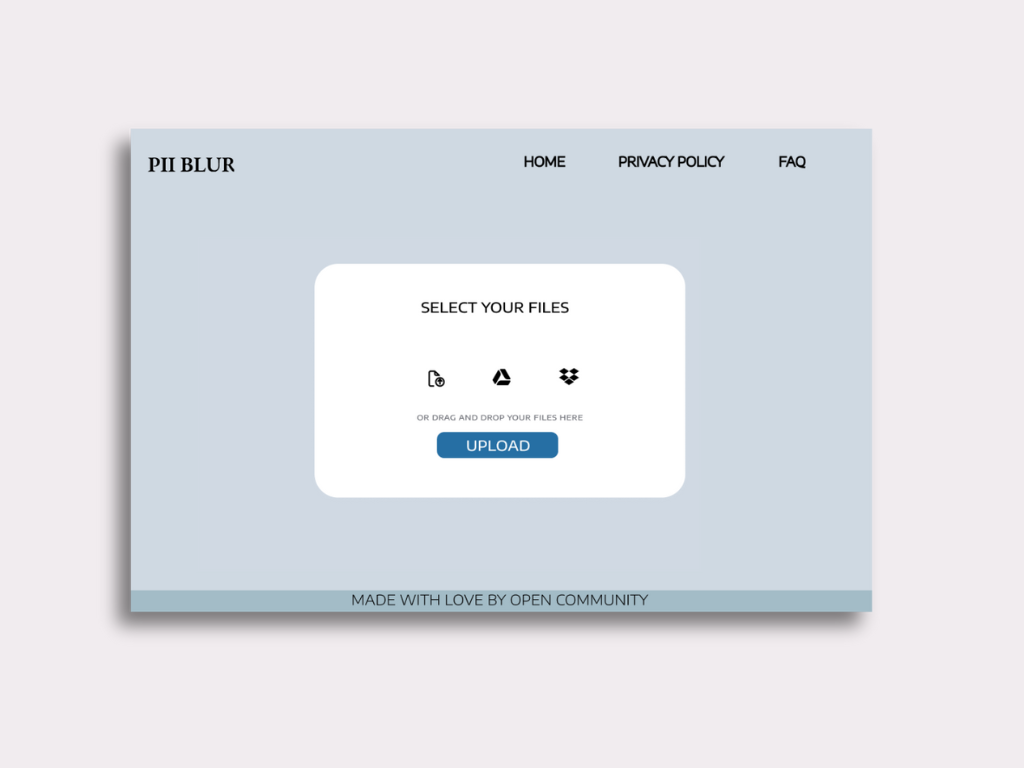 PII BLUR
HOME PRIVACY POLICY FAQ
SELECT YOUR FILES
OR DRAG AND DROP YOUR FILES HERE
UPLOAD
MADE WITH LOVE BY OPEN COMMUNITY